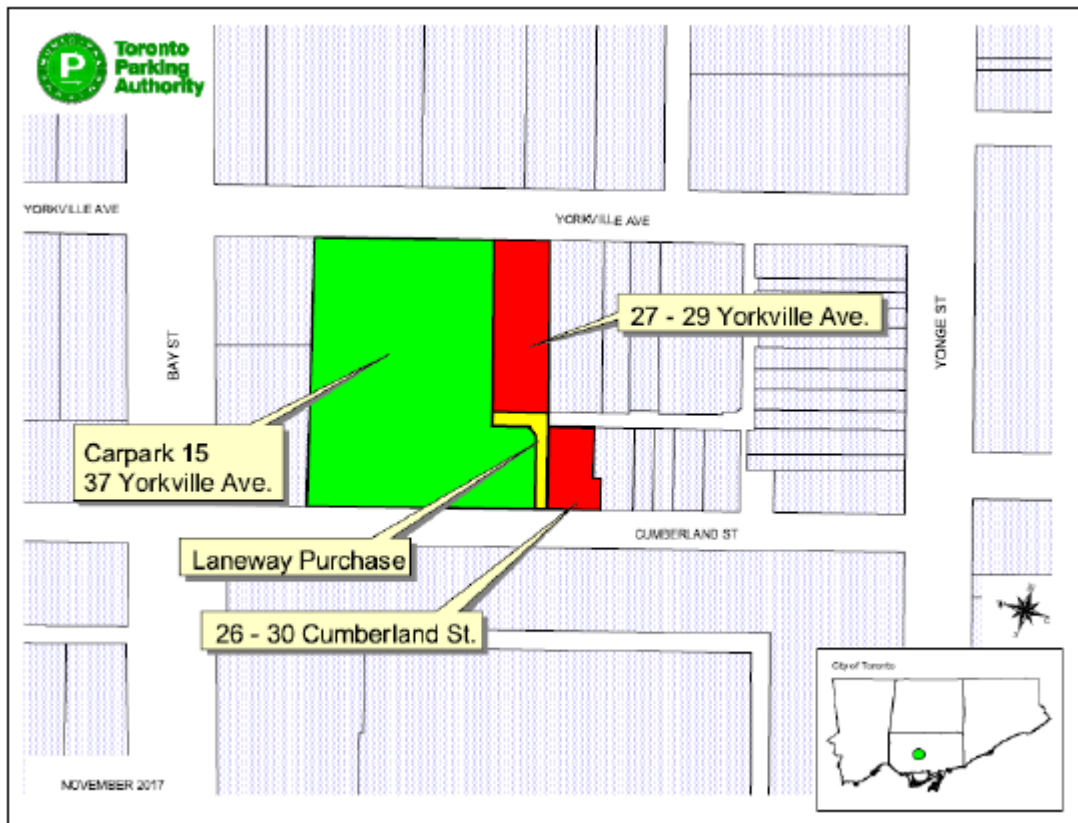 P
Toronto
Parking
Authority
YORKVILLE AVE
YORKVILLE AVE
27 - 29 Yorkville Ave.
BAY ST
YONGE ST
Carpark 15
37 Yorkville Ave.
CUMBERLAND ST
Laneway Purchase
26 - 30 Cumberland St.
City of Toronto
NOVEMBER 2017